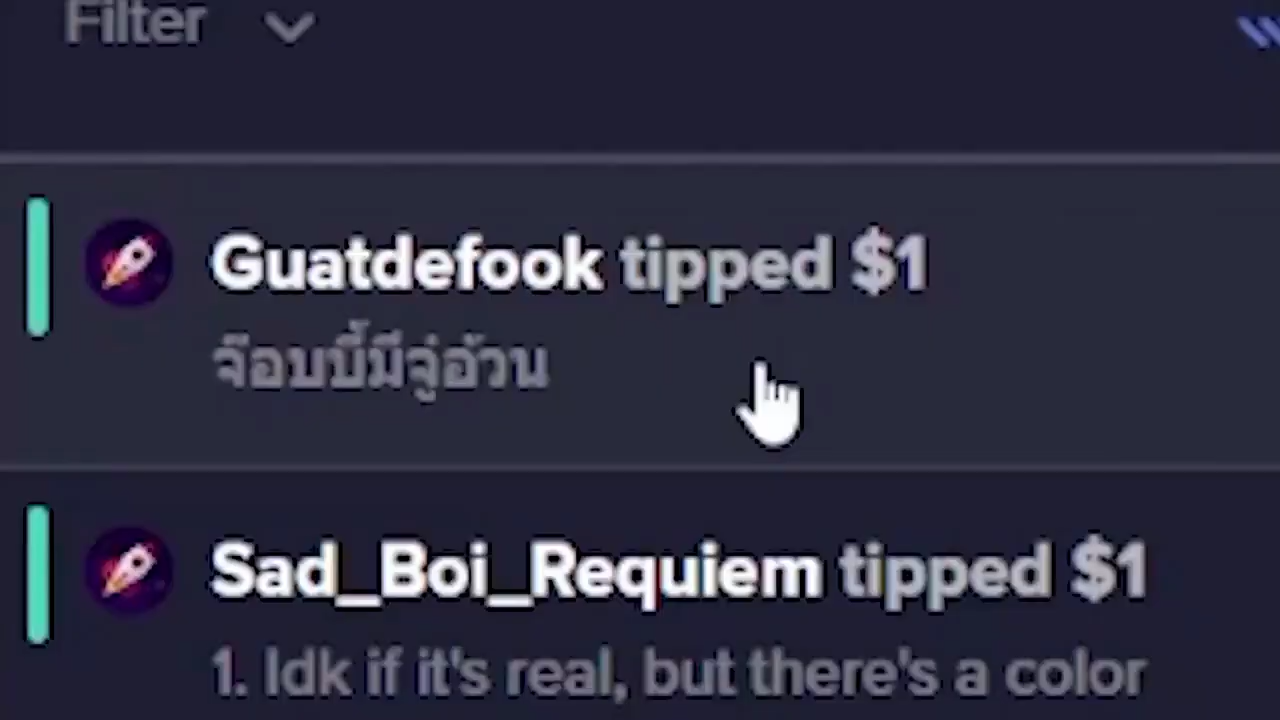 Filter
Guatdefook tipped $1
จ๊อบบี้มีจู่อ้วน
Sad_Boi_Requiem tipped $1
1. Idk if it's real, but there's a color